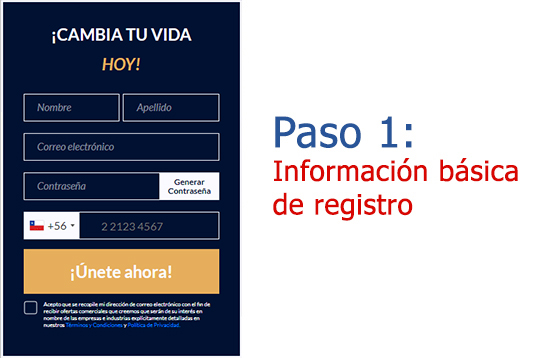 ¡CAMBIA TU VIDA
HOY!
Nombre
Apellido
Correo electrónico
Contraseña
Generar
Contraseña
+56
2 2123 4567
¡Únete ahora!
Acepto que se recopile mi dirección de correo electrónico con el fin de
recibir ofertas comerciales que creemos que serán de su interés en
nombre de las empresas e industrias explícitamente detalladas en
nuestros Términos y Condiciones y Política de Privacidad.
Paso 1:
Información básica
de registro